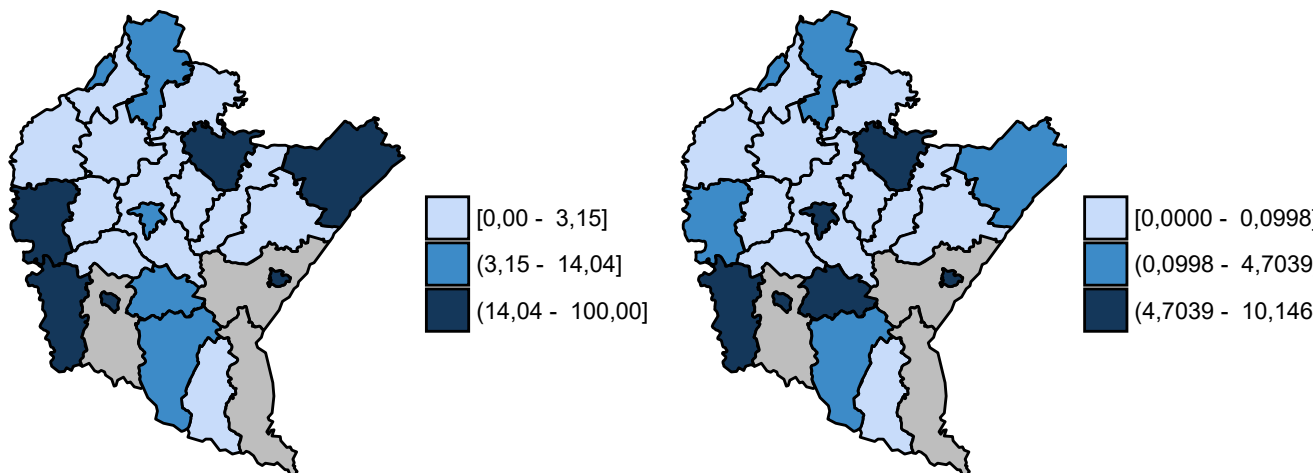 [0,00 - 3,15]
(3,15 - 14,04]
(14,04 - 100,00]
[0,0000 - 0,0998]
(0,0998 - 4,7039
(4,7039 - 10,146